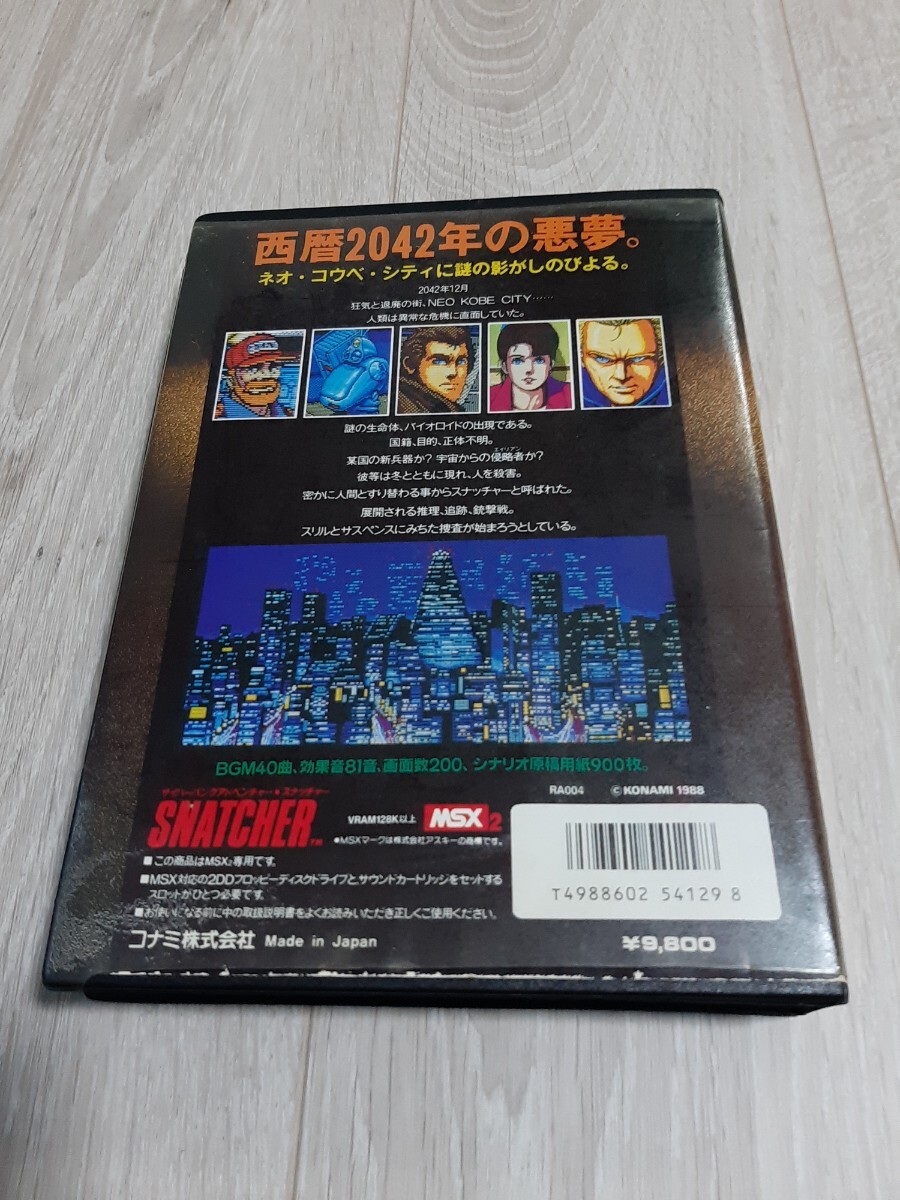 西暦2042年の悪夢。
ネオ・コウベ・シティに謎の影がしのびよる。
2042年12月
狂気と退廃の街、NEO KOBE CITY……
人類は異常な危機に直面していた。
謎の生命体、バイオロイドの出現である。
国籍、目的、正体不明。
エイリアン
某国の新兵器か? 宇宙からの侵略者か?
彼等は冬とともに現れ、人を殺害。
密かに人間とすり替わる事からスナッチャーと呼ばれた。
展開される推理、追跡、銃撃戦。
スリルとサスペンスにみちた捜査が始まろうとしている。
BGM40曲、効果音81音、画面数200、シナリオ原稿用紙900枚。
サイバーパンクアドベンチャー★スナッチャー
SNATCHER™
VRAM128K以上
MSX2
RA004
© KONAMI 1988
●MSXマークは株式会社アスキーの商標です。
■この商品はMSX2専用です。
■MSX対応の2DDフロッピーディスクドライブと、サウンドカートリッジをセットする
スロットがひとつ必要です。
■お使いになる前に中の取扱説明書をよくお読みいただき正しくご使用ください。
T4988602 54129 8
コナミ株式会社 Made in Japan
¥9,800